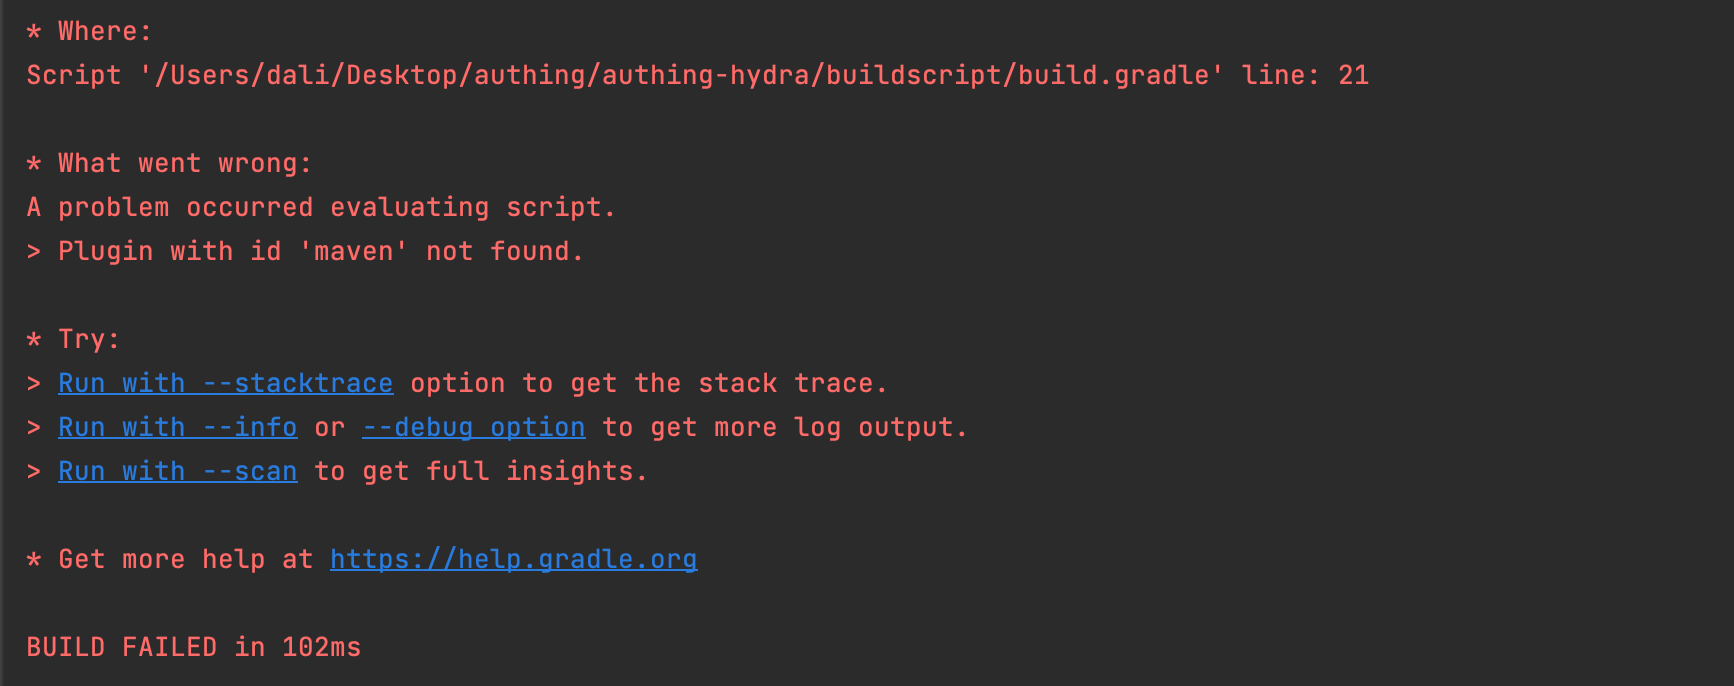 * Where:
Script '/Users/dali/Desktop/authing/authing-hydra/buildscript/build.gradle' line: 21
* What went wrong:
A problem occurred evaluating script.
> Plugin with id 'maven' not found.
* Try:
> Run with --stacktrace option to get the stack trace.
> Run with --info or --debug option to get more log output.
> Run with --scan to get full insights.
* Get more help at https://help.gradle.org
BUILD FAILED in 102ms